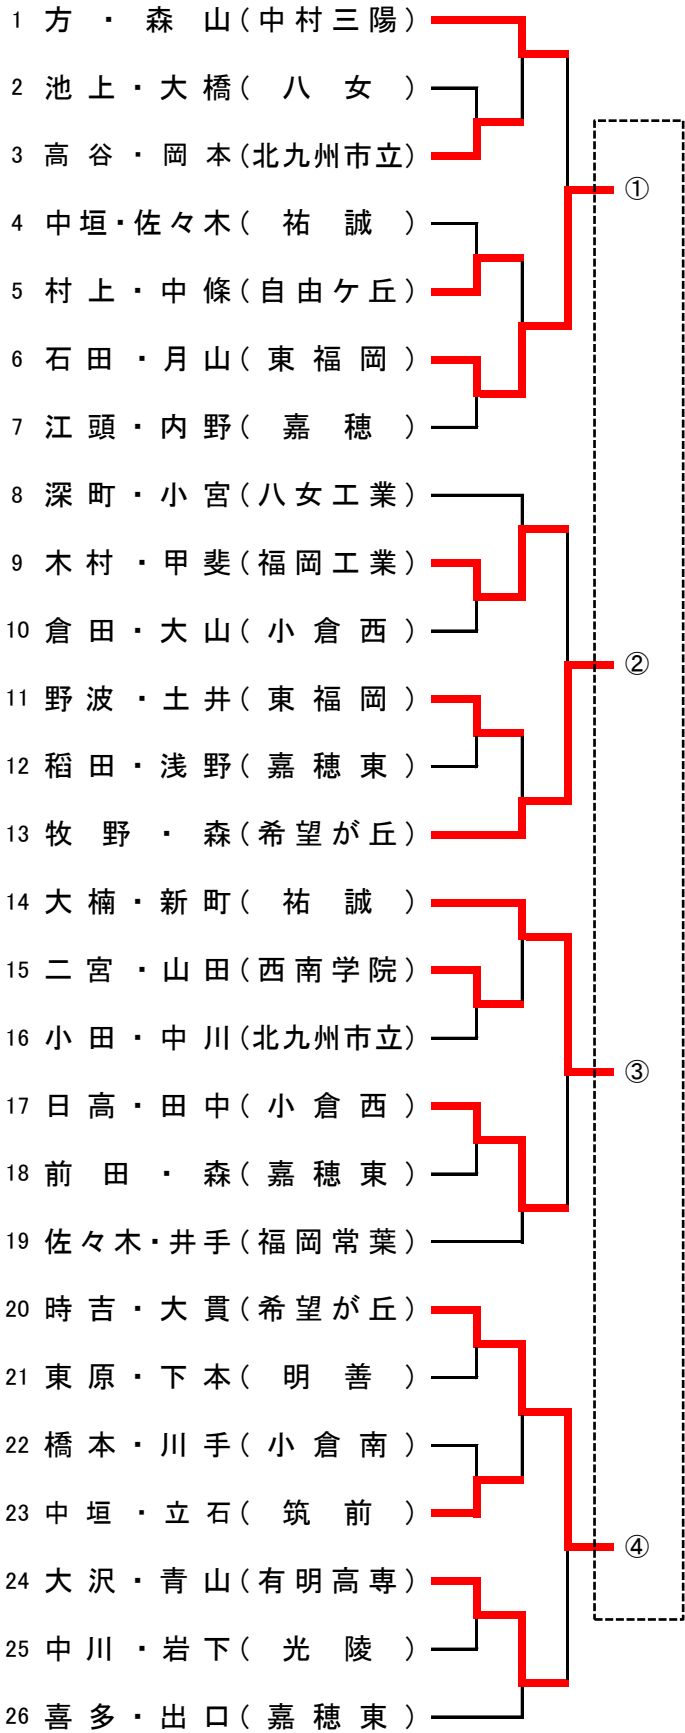 1 方・森山(中村三陽)
2 池上・大橋(八女)
3 高谷・岡本(北九州市立)
①
4 中垣・佐々木(祐誠)
5 村上・中條(自由ケ丘)
6 石田・月山(東福岡)
7 江頭・内野(嘉穂)
8 深町・小宮(八女工業)
9 木村・甲斐(福岡工業)
10 倉田・大山(小倉西)
②
11 野波・土井(東福岡)
12 稲田・浅野(嘉穂東)
13 牧野・森(希望が丘)
14 大楠・新町(祐誠)
15 二宮・山田(西南学院)
16 小田・中川(北九州市立)
③
17 日高・田中(小倉西)
18 前田・森(嘉穂東)
19 佐々木・井手(福岡常葉)
20 時吉・大貫(希望が丘)
21 東原・下本(明善)
22 橋本・川手(小倉南)
23 中垣・立石(筑前)
④
24 大沢・青山(有明高専)
25 中川・岩下(光陵)
26 喜多・出口(嘉穂東)